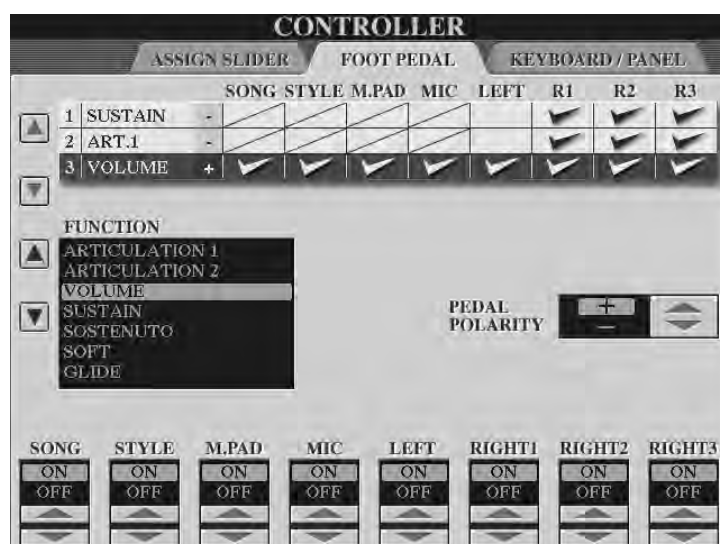 CONTROLLER
ASSIGN SLIDER FOOT PEDAL KEYBOARD / PANEL
SONG STYLE M.PAD MIC LEFT R1 R2 R3
1 SUSTAIN -
2 ART.1 -
3 VOLUME +
FUNCTION
ARTICULATION 1
ARTICULATION 2
VOLUME
SUSTAIN
SOSTENUTO
SOFT
GLIDE
PEDAL
POLARITY
+
-
SONG STYLE M.PAD MIC LEFT RIGHT1 RIGHT2 RIGHT3
ON ON ON ON ON ON ON ON
OFF OFF OFF OFF OFF OFF OFF OFF